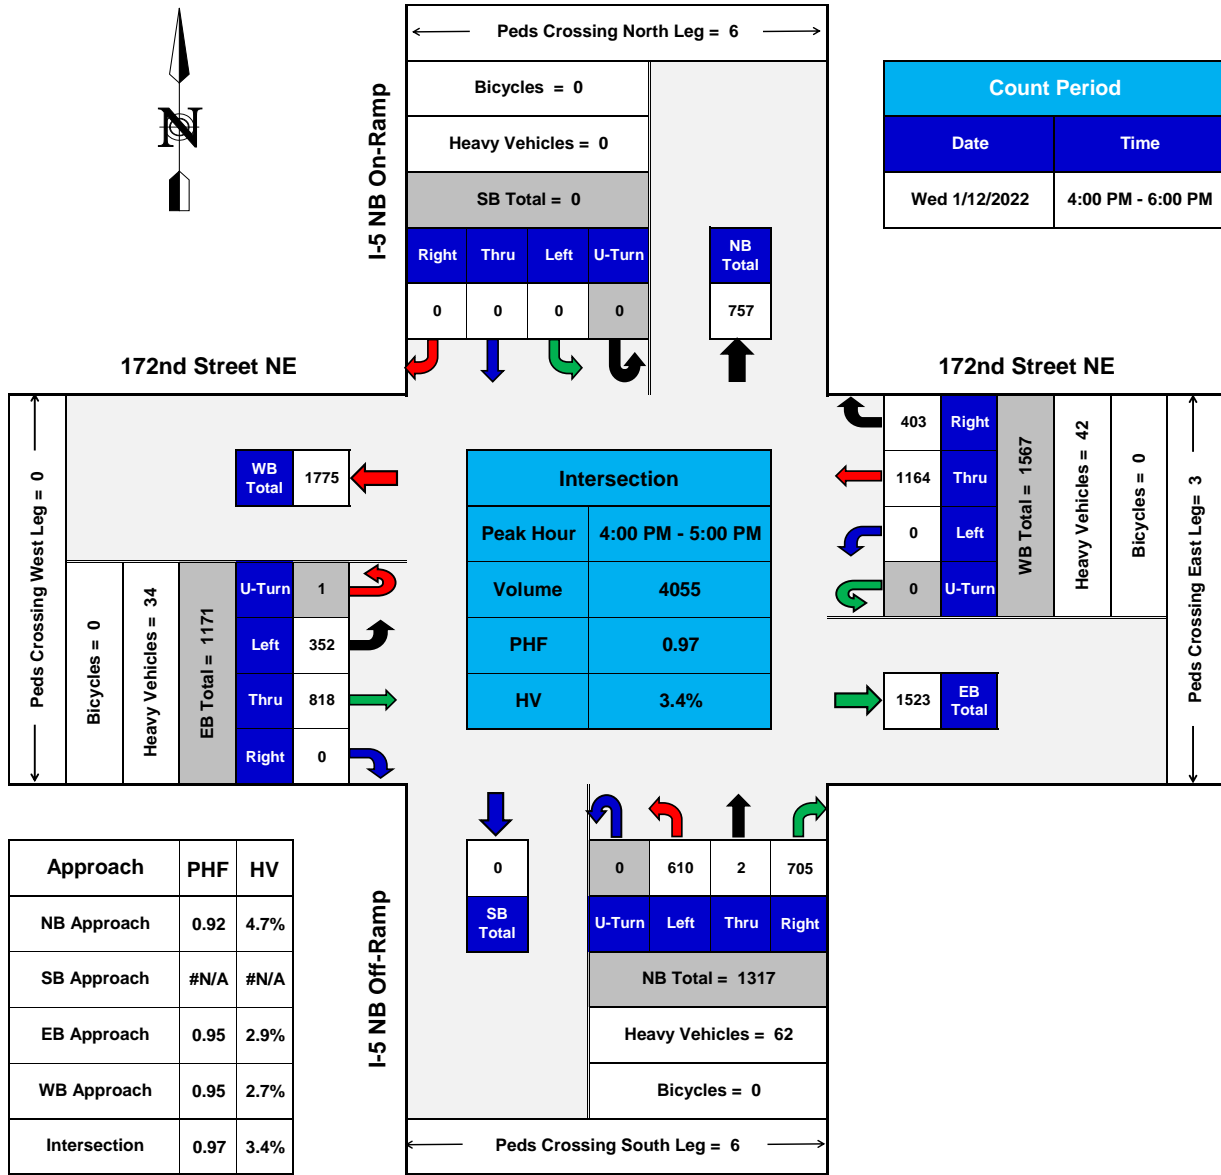 Peds Crossing North Leg = 6
N
I-5 NB On-Ramp
Bicycles = 0
Heavy Vehicles = 0
SB Total = 0
Right Thru Left U-Turn
0 0 0 0
NB
Total
757
Count Period
Date Time
Wed 1/12/2022 4:00 PM - 6:00 PM
172nd Street NE
172nd Street NE
Peds Crossing West Leg = 0
WB
Total
1775
Bicycles = 0
Heavy Vehicles = 34
EB Total = 1171
U-Turn 1
Left 352
Thru 818
Right 0
Intersection
Peak Hour 4:00 PM - 5:00 PM
Volume 4055
PHF 0.97
HV 3.4%
403 Right
1164 Thru
0 Left
0 U-Turn
WB Total = 1567
Heavy Vehicles = 42
Bicycles = 0
Peds Crossing East Leg= 3
1523
EB
Total
Approach PHF HV
NB Approach 0.92 4.7%
SB Approach #N/A #N/A
EB Approach 0.95 2.9%
WB Approach 0.95 2.7%
Intersection 0.97 3.4%
I-5 NB Off-Ramp
0
SB
Total
0 610 2 705
U-Turn Left Thru Right
NB Total = 1317
Heavy Vehicles = 62
Bicycles = 0
Peds Crossing South Leg = 6